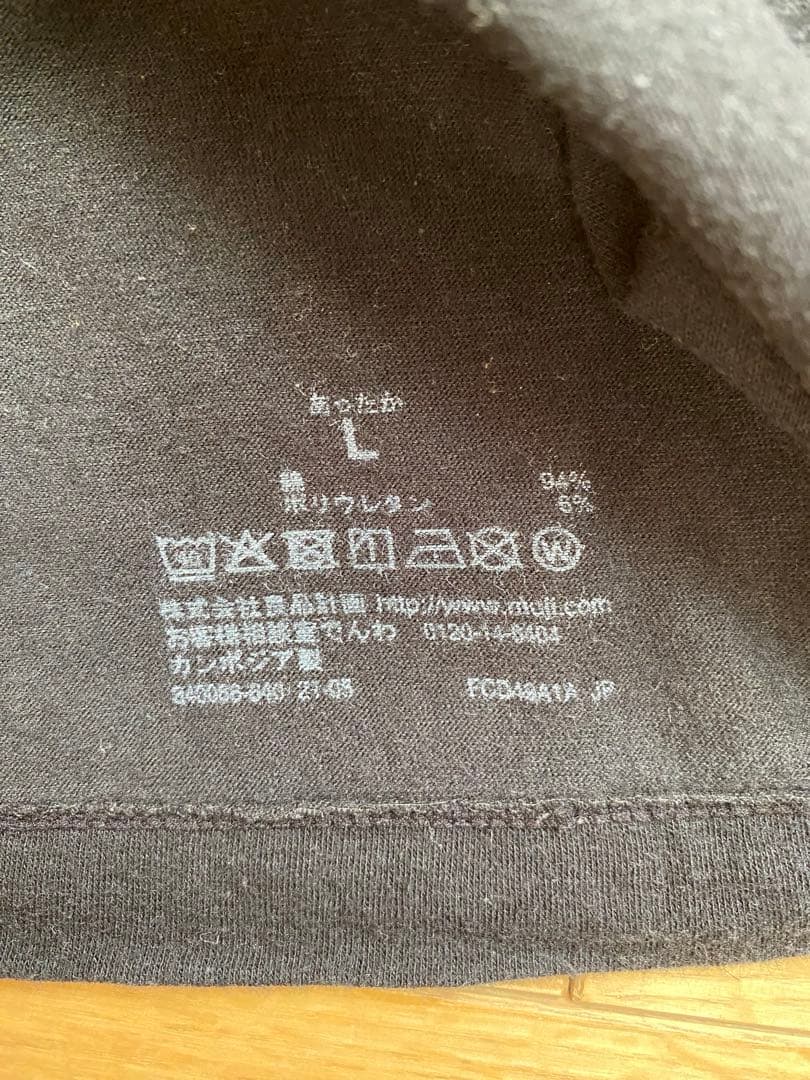 あったか
L
綿 94%
ポリウレタン 6%
W
株式会社良品計画 http://www.muji.com
お客様相談室でんわ 0120-14-6404
カンボジア製
21-05
JP